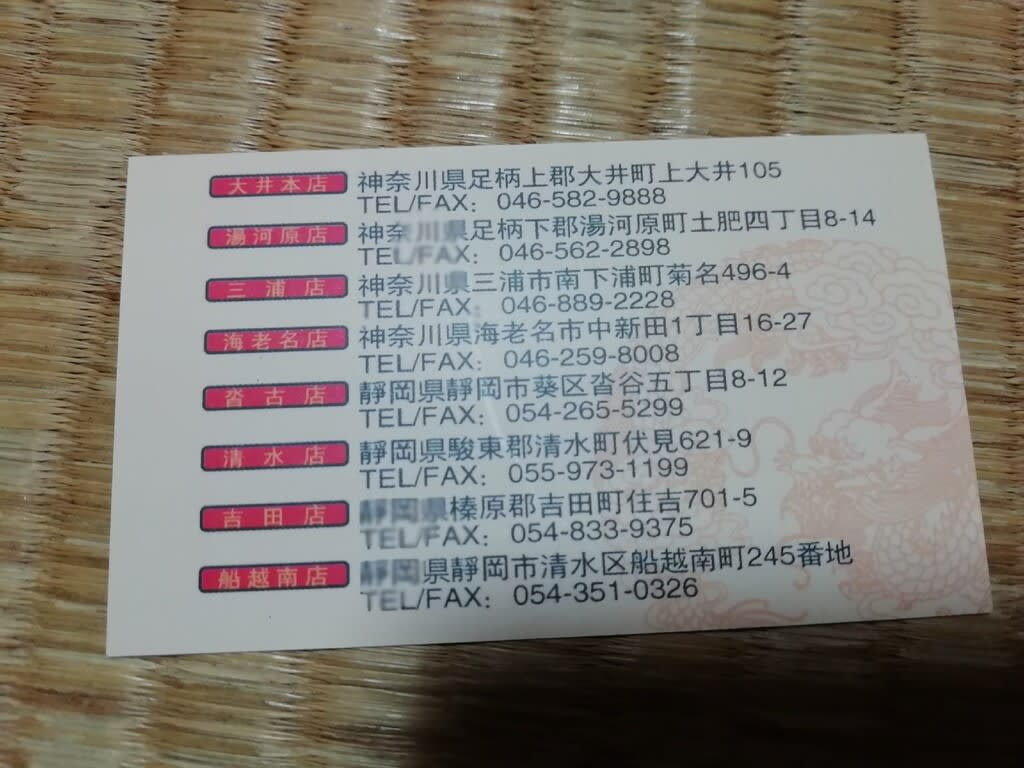 大井本店 神奈川県足柄上郡大井町上大井105
TEL/FAX: 046-582-9888
湯河原店 神奈川県足柄下郡湯河原町土肥四丁目8-14
TEL/FAX: 046-562-2898
三浦店 神奈川県三浦市南下浦町菊名496-4
TEL/FAX: 046-889-2228
海老名店 神奈川県海老名市中新田1丁目16-27
TEL/FAX: 046-259-8008
沓古店 靜岡県靜岡市葵区沓谷五丁目8-12
TEL/FAX: 054-265-5299
清水店 靜岡県駿東郡清水町伏見621-9
TEL/FAX: 055-973-1199
吉田店 靜岡県榛原郡吉田町住吉701-5
TEL/FAX: 054-833-9375
船越南店 靜岡県靜岡市清水区船越南町245番地
TEL/FAX: 054-351-0326